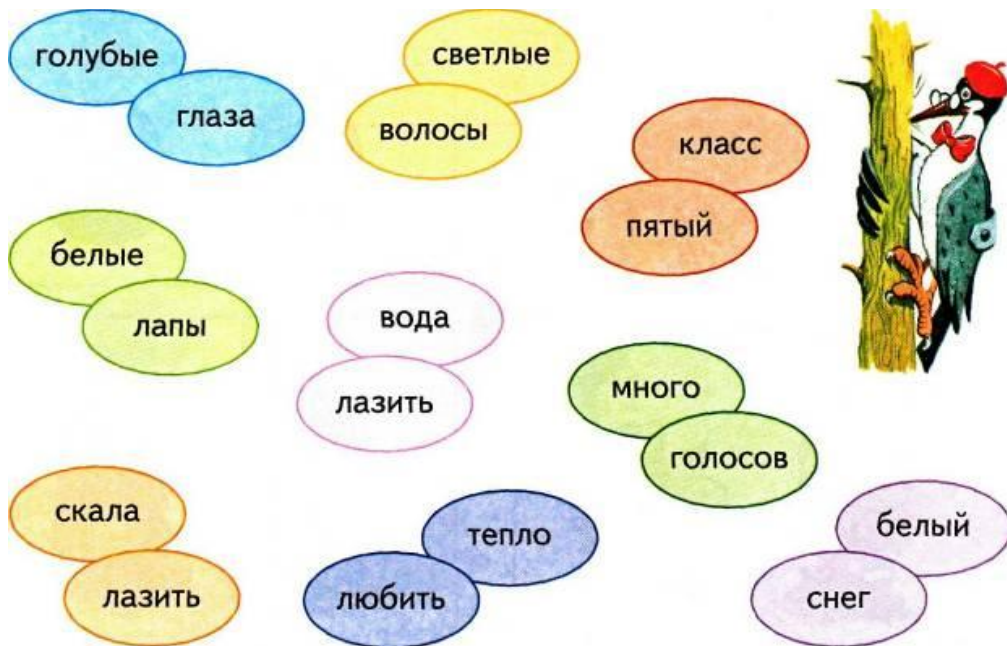 голубые
глаза
светлые
волосы
класс
пятый
белые
лапы
вода
лазить
много
голосов
скала
лазить
тепло
любить
белый
снег